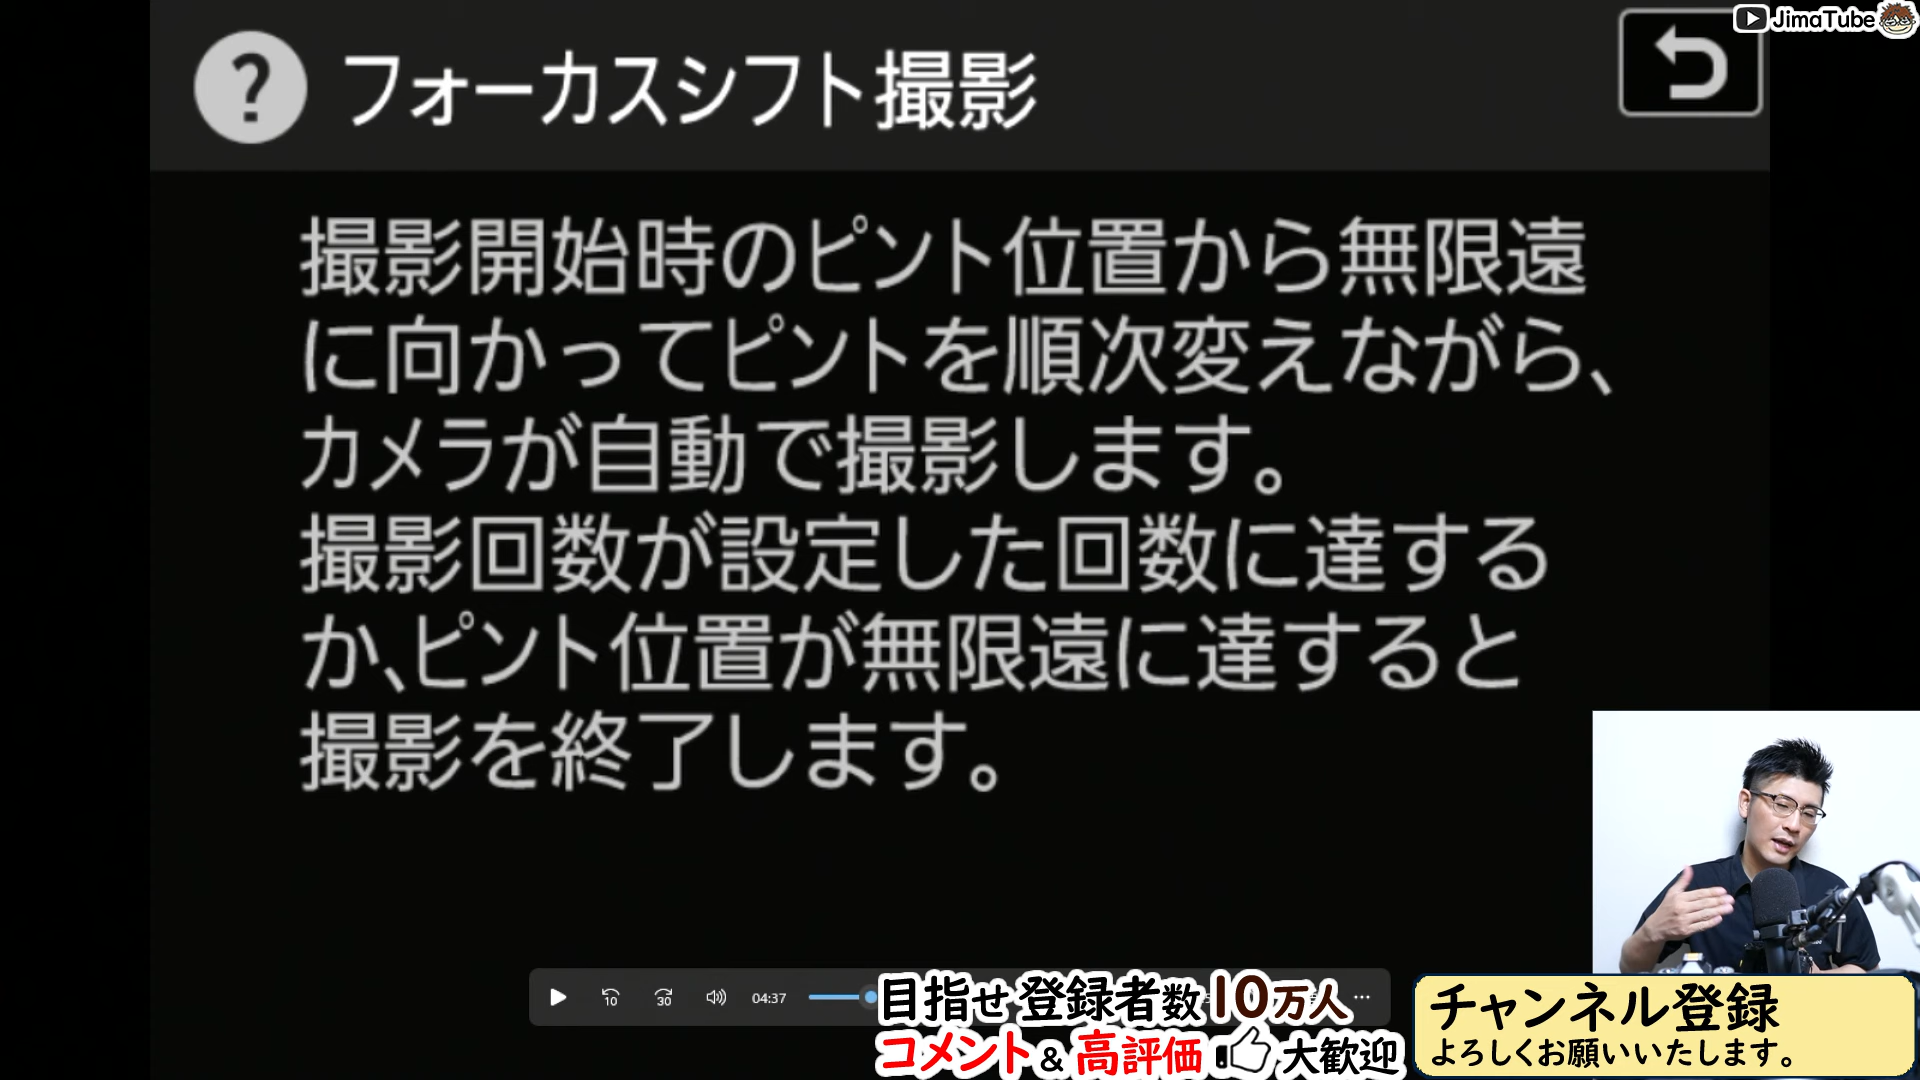 JimaTube
? フォーカスシフト撮影
撮影開始時のピント位置から無限遠
に向かってピントを順次変えながら、
カメラが自動で撮影します。
撮影回数が設定した回数に達する
か、ピント位置が無限遠に達すると
撮影を終了します。
10 30 04:37
目指せ 登録者数10万人
コメント&高評価 大歓迎
チャンネル登録
よろしくお願いいたします。